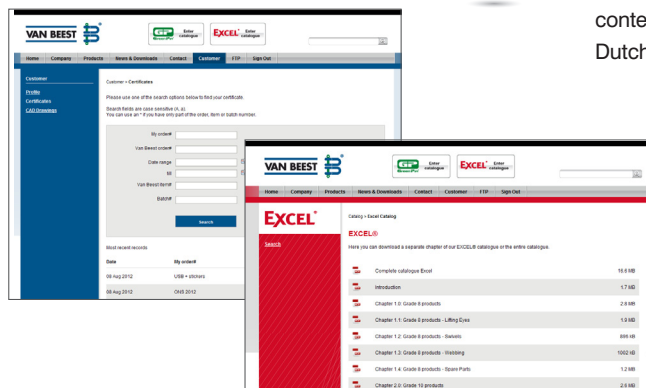 conte
Dutch
VAN BEEST
GP GreenPin Enter catalogue
EXCEL® Enter catalogue
Home Company Products News & Downloads Contact Customer FTP Sign Out
Customer
Profile
Certificates
CAD Drawings
Customer > Certificates
Please use one of the search options below to find your certificate.
Search fields are case sensitive (A, a).
You can use an * if you have only part of the order, item or batch number.
My order#
Van Beest order#
Date range
till
Van Beest item#
Batch#
Search
Most recent records
Date My order#
09 Aug 2012 USB + stickers
09 Aug 2012 ONS 2012
VAN BEEST
GP Enter catalogue
EXCEL® Enter catalogue
Home Company Products News & Downloads Contact Customer FTP Sign Out
EXCEL®
Search
Catalog > Excel Catalog
EXCEL®
Here you can download a separate chapter of our EXCEL® catalogue or the entire catalogue.
Complete catalogue Excel 16.6 MB
Introduction 1.7 MB
Chapter 1.0: Grade 8 products 2.8 MB
Chapter 1.1: Grade 8 products - Lifting Eyes 1.9 MB
Chapter 1.2: Grade 8 products - Swivels 899 kB
Chapter 1.3: Grade 8 products - Webbing 1002 kB
Chapter 1.4: Grade 8 products - Spare Parts 1.2 MB
Chapter 2.0: Grade 10 products 2.6 MB